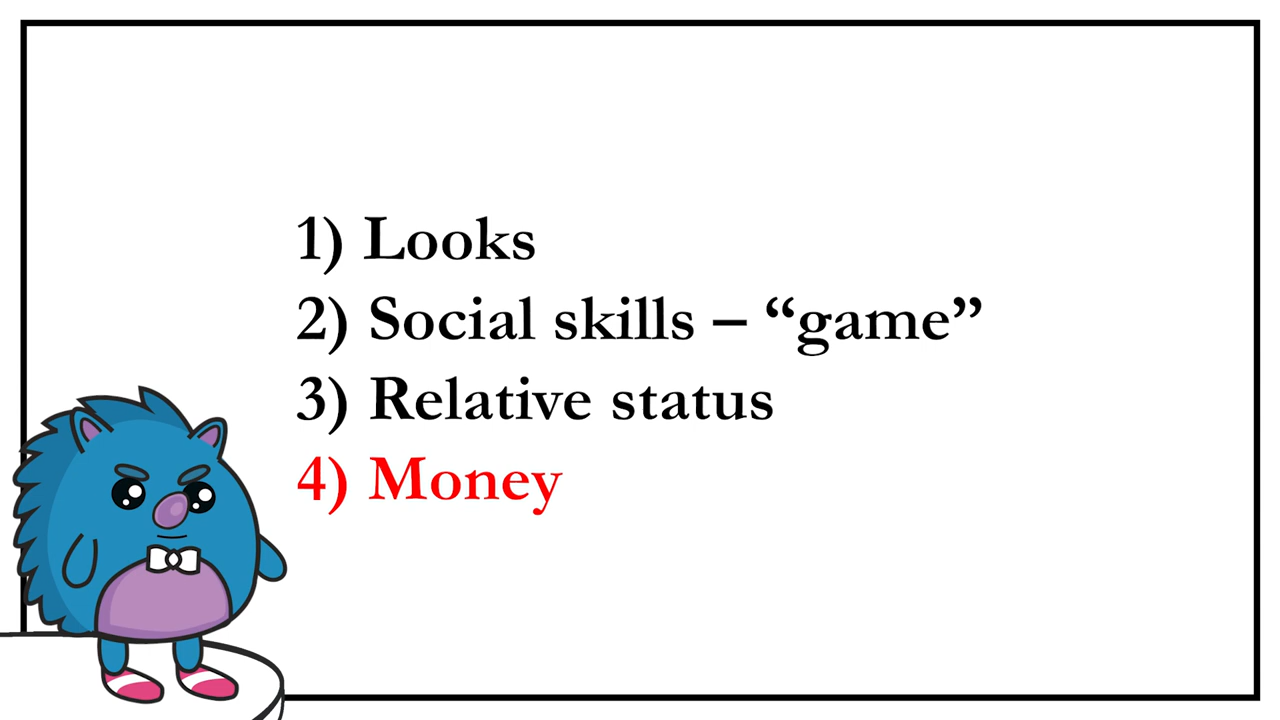 1) Looks
2) Social skills – “game”
3) Relative status
4) Money